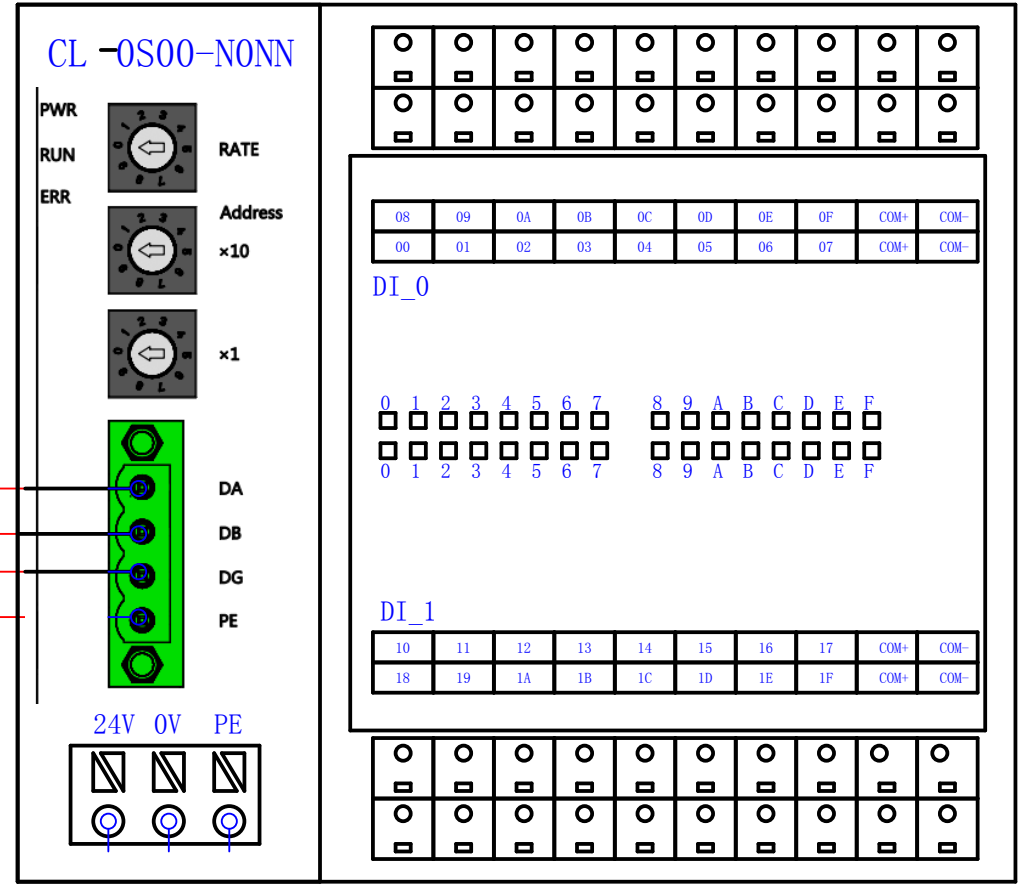 CL -0S00-N0NN
PWR
RUN
ERR
RATE
Address
×10
×1
DA
DB
DG
PE
24V 0V PE
08 09 0A 0B 0C 0D 0E 0F COM+ COM-
00 01 02 03 04 05 06 07 COM+ COM-
DI_0
0 1 2 3 4 5 6 7 8 9 A B C D E F
0 1 2 3 4 5 6 7 8 9 A B C D E F
DI_1
10 11 12 13 14 15 16 17 COM+ COM-
18 19 1A 1B 1C 1D 1E 1F COM+ COM-